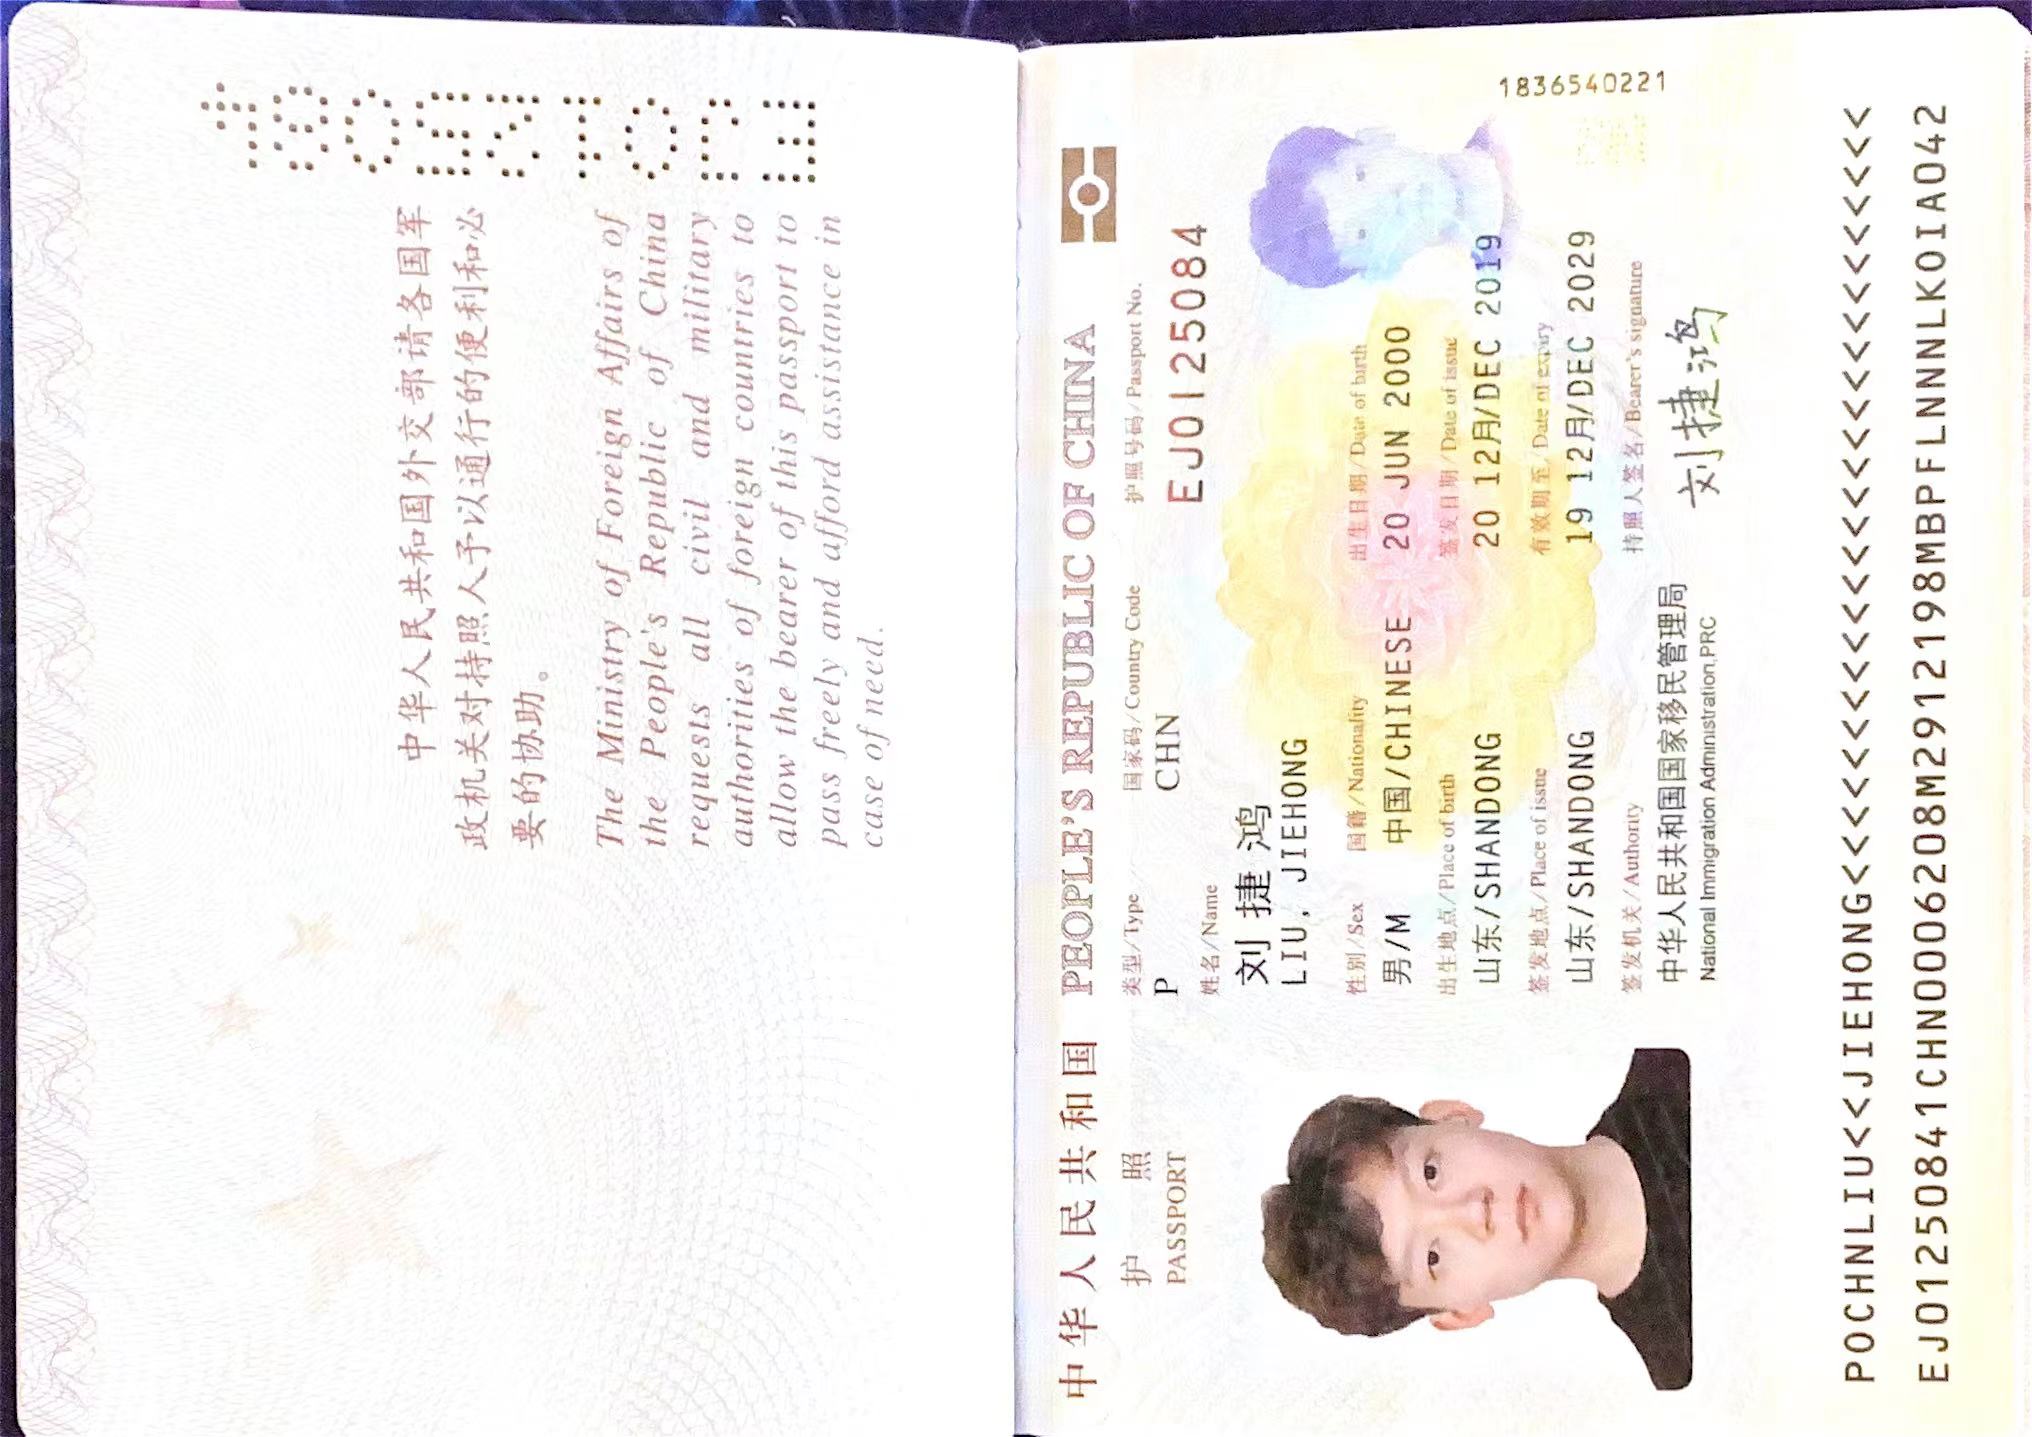 EJ0125084
中华人民共和国外交部请各国军
政机关对持照人予以通行的便利和必
要的协助。
The Ministry of Foreign Affairs of
the People's Republic of China
requests all civil and military
authorities of foreign countries to
allow the bearer of this passport to
pass freely and afford assistance in
case of need.
中华人民共和国 PEOPLE'S REPUBLIC OF CHINA
护 照
PASSPORT
类型/Type 国家码/Country Code 护照号码/Passport No.
P CHN EJ0125084
姓名/Name
刘捷鸿
LIU, JIEHONG
性别/Sex 国籍/Nationality 出生日期/Date of birth
男/M 中国/CHINESE 20 JUN 2000
出生地点/Place of birth 签发日期/Date of issue
山东/SHANDONG 20 12月/DEC 2019
签发地点/Place of issue 有效期至/Date of expiry
山东/SHANDONG 19 12月/DEC 2029
签发机关/Authority 持照人签名/Bearer's signature
中华人民共和国国家移民管理局
National Immigration Administration,PRC
刘捷鸿
1836540221
POCHNLIU<<JIEHONG<<<<<<<<<<<<<<<<<<<<<<<<<<<
EJ01250841CHN0006208M2912198MBPFLNNNLKOIA042